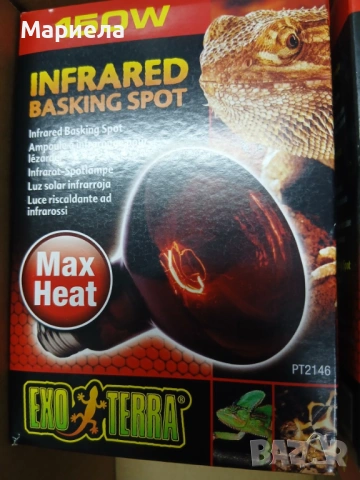 Мариела
150W
INFRARED
BASKING SPOT
Infrared Basking Spot
Infrarot-Spotlampe
Luz solar infrarroja
Luce riscaldante ad
infrarossi
Max
Heat
PT2146
EXO TERRA
BAZAR